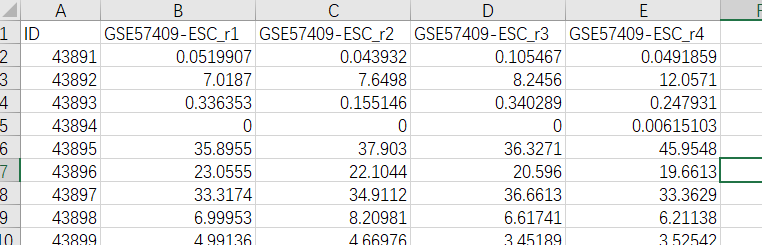 A B C D E F
1 ID GSE57409-ESC_r1 GSE57409-ESC_r2 GSE57409-ESC_r3 GSE57409-ESC_r4
2 43891 0.0519907 0.043932 0.105467 0.0491859
3 43892 7.0187 7.6498 8.2456 12.0571
4 43893 0.336353 0.155146 0.340289 0.247931
5 43894 0 0 0 0.00615103
6 43895 35.8955 37.903 36.3271 45.9548
7 43896 23.0555 22.1044 20.596 19.6613
8 43897 33.3174 34.9112 36.6613 33.3629
9 43898 6.99953 8.20981 6.61741 6.21138
10 43899 4.99136 4.66976 3.45189 3.52542